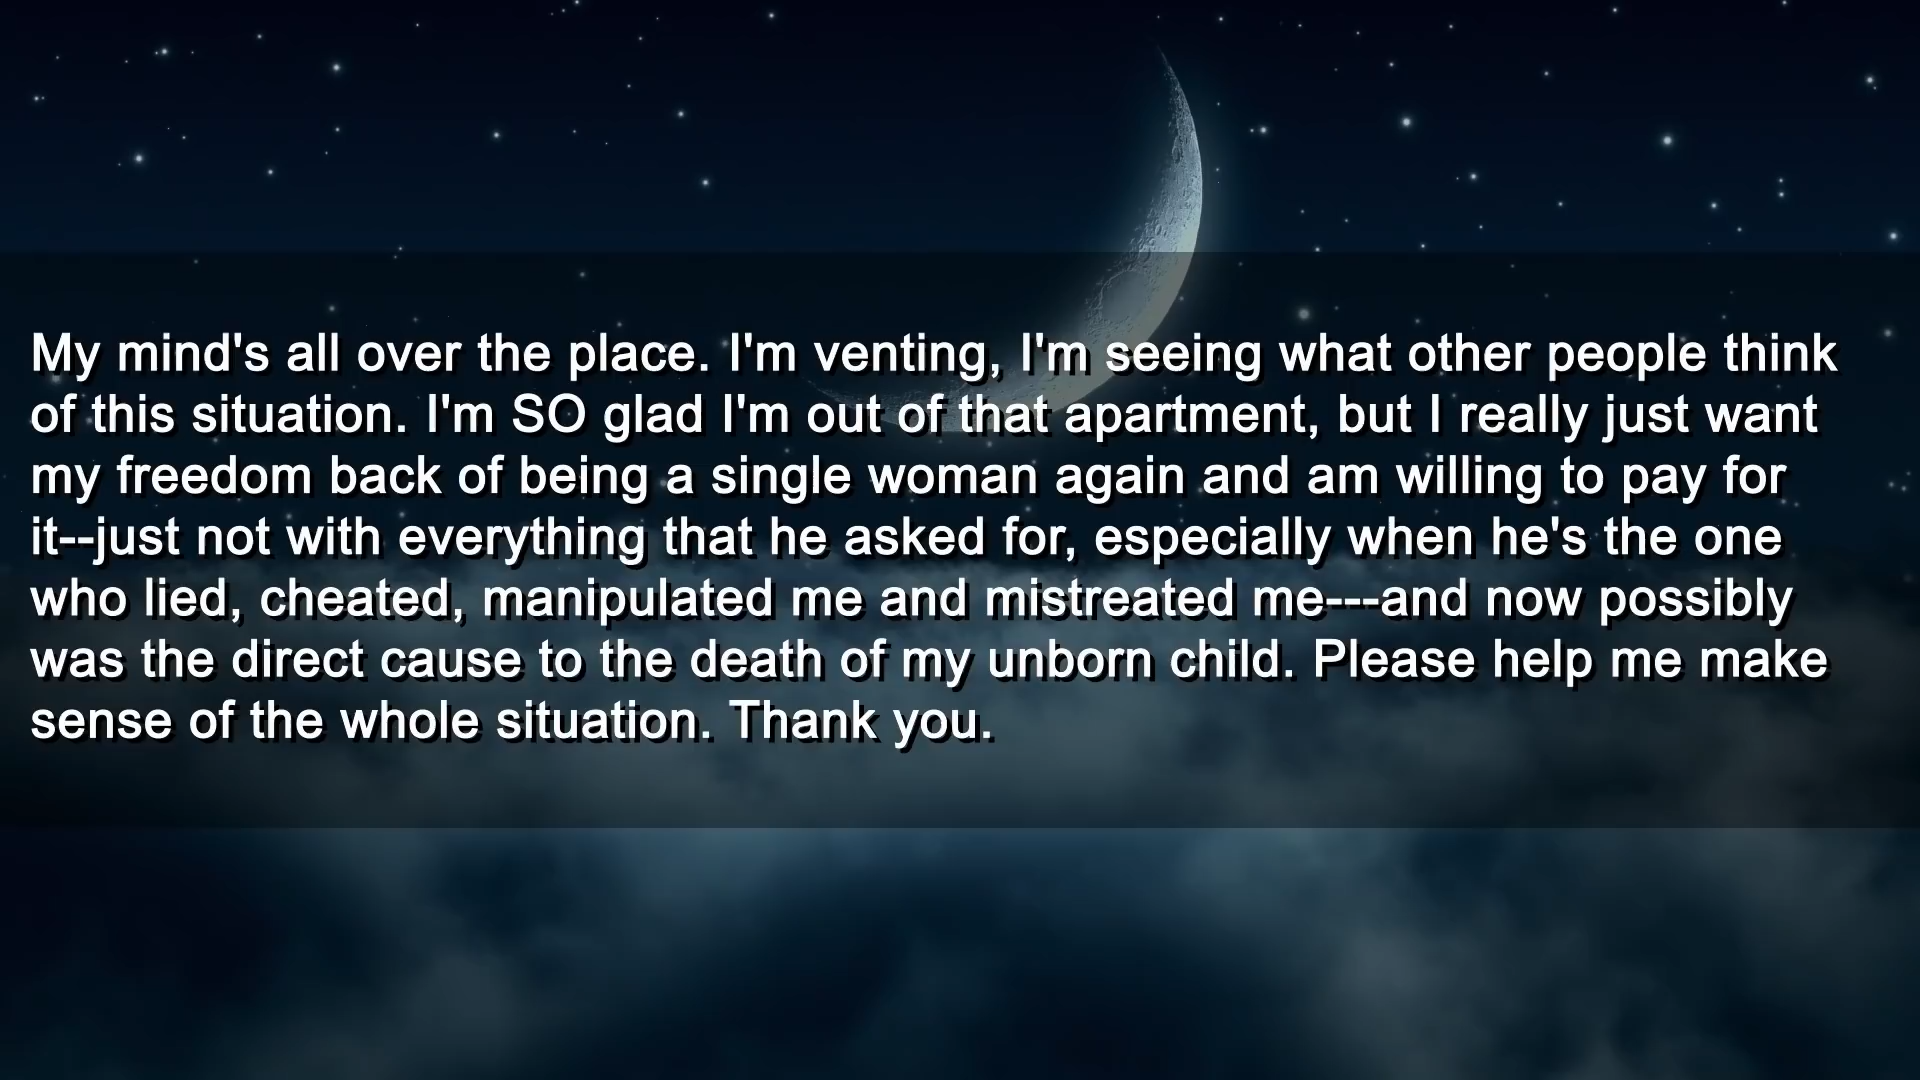 My mind's all over the place. I'm venting, I'm seeing what other people think
of this situation. I'm SO glad I'm out of that apartment, but I really just want
my freedom back of being a single woman again and am willing to pay for
it--just not with everything that he asked for, especially when he's the one
who lied, cheated, manipulated me and mistreated me---and now possibly
was the direct cause to the death of my unborn child. Please help me make
sense of the whole situation. Thank you.